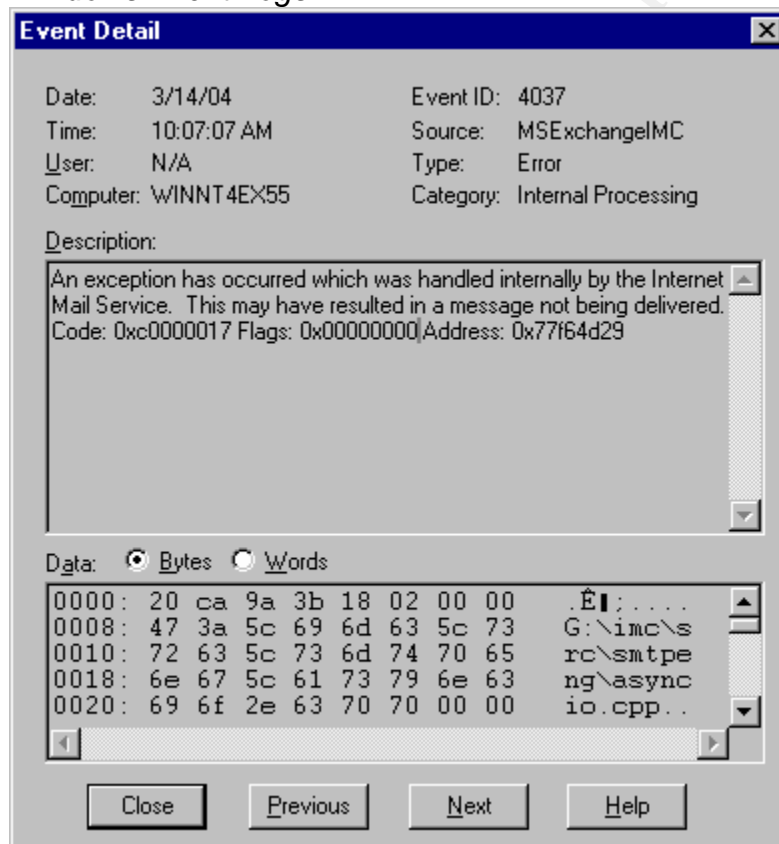 Event Detail
Date: 3/14/04 Event ID: 4037
Time: 10:07:07 AM Source: MSExchangeIMC
User: N/A Type: Error
Computer: WINNT4EX55 Category: Internal Processing
Description:
An exception has occurred which was handled internally by the Internet
Mail Service. This may have resulted in a message not being delivered.
Code: 0xc0000017 Flags: 0x00000000 Address: 0x77f64d29
Data: Bytes Words
0000: 20 ca 9a 3b 18 02 00 00 .Ê▮;....
0008: 47 3a 5c 69 6d 63 5c 73 G:\imc\s
0010: 72 63 5c 73 6d 74 70 65 rc\smtpe
0018: 6e 67 5c 61 73 79 6e 63 ng\async
0020: 69 6f 2e 63 70 70 00 00 io.cpp..
Close Previous Next Help